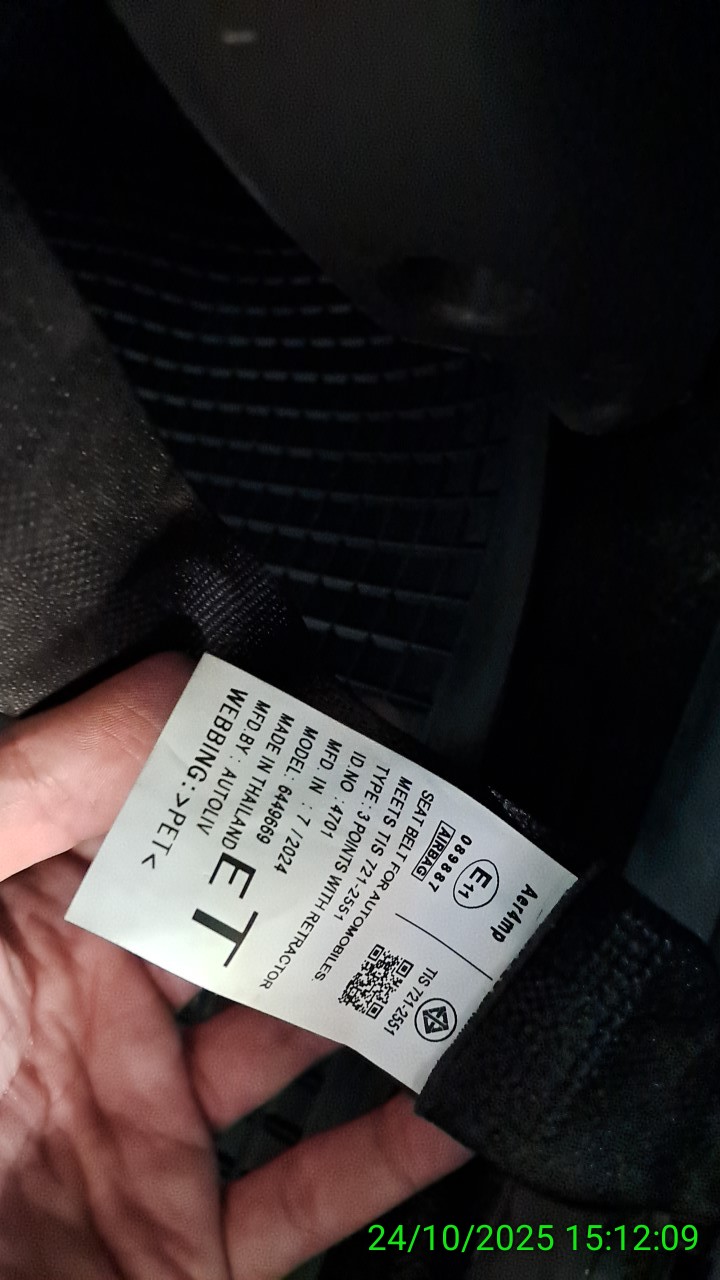 Aer4mp
E 11
089887
AIRBAG
TIS 721-2551
SEAT BELT FOR AUTOMOBILES.
MEETS TIS 721-2551
TYPE : 3 POINTS WITH RETRACTOR
ID.NO : 4701
MFD. IN : 7 / 2024
MODEL: 6449669
MADE IN THAILAND
MFD.BY : AUTOLIV
WEBBING: >PET<
ET
24/10/2025 15:12:09